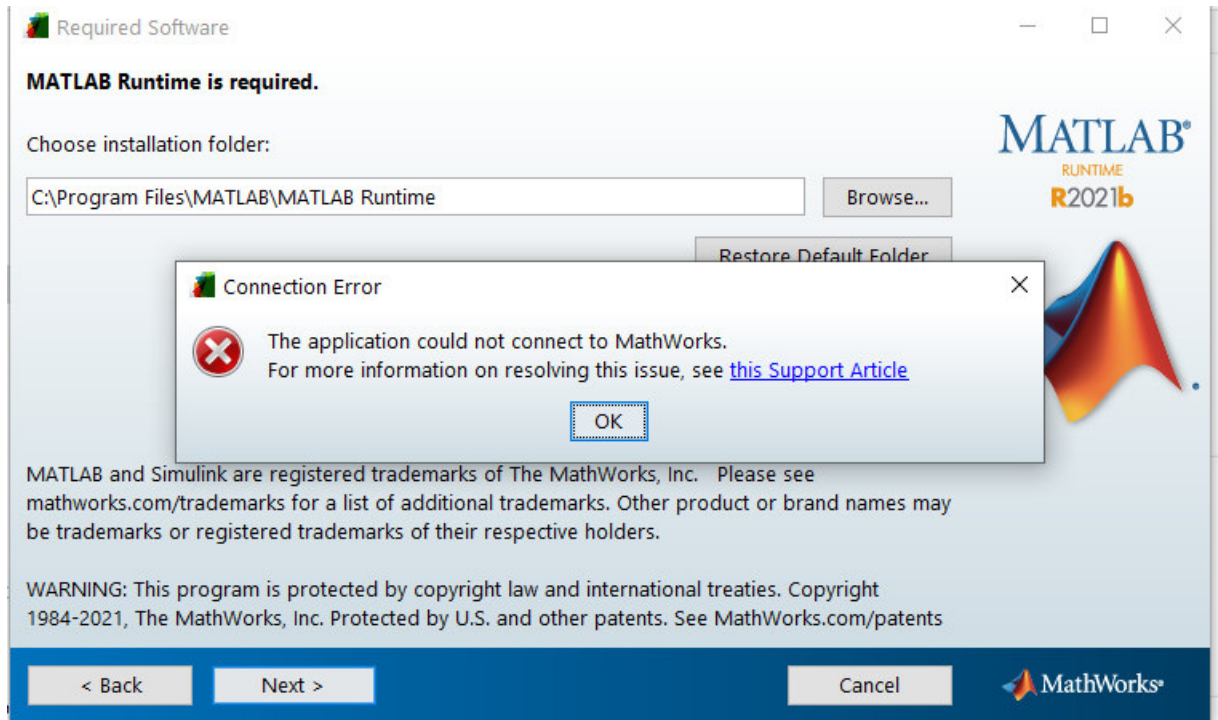 Required Software
MATLAB Runtime is required.
Choose installation folder:
C:\Program Files\MATLAB\MATLAB Runtime
Browse...
Restore Default Folder
MATLAB®
RUNTIME
R2021b
Connection Error
The application could not connect to MathWorks.
For more information on resolving this issue, see this Support Article
OK
MATLAB and Simulink are registered trademarks of The MathWorks, Inc.   Please see
mathworks.com/trademarks for a list of additional trademarks. Other product or brand names may
be trademarks or registered trademarks of their respective holders.
WARNING: This program is protected by copyright law and international treaties. Copyright
1984-2021, The MathWorks, Inc. Protected by U.S. and other patents. See MathWorks.com/patents
< Back
Next >
Cancel
MathWorks®